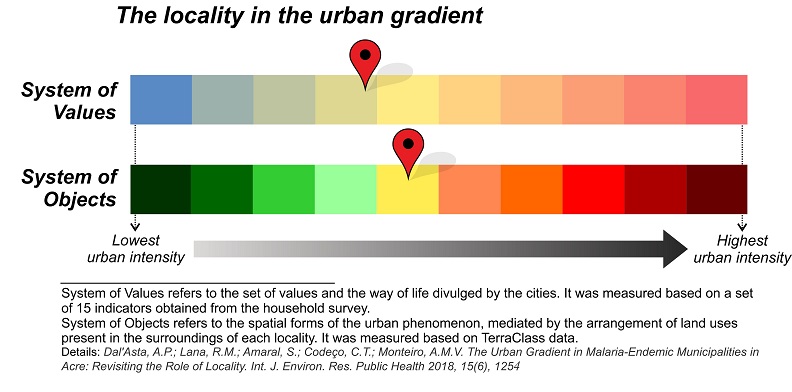 The locality in the urban gradient
System of
Values
System of
Objects
Lowest
urban intensity
Highest
urban intensity
System of Values refers to the set of values and the way of life divulged by the cities. It was measured based on a set
of 15 indicators obtained from the household survey.
System of Objects refers to the spatial forms of the urban phenomenon, mediated by the arrangement of land uses
present in the surroundings of each locality. It was measured based on TerraClass data.
Details: Dal'Asta, A.P.; Lana, R.M.; Amaral, S.; Codeço, C.T.; Monteiro, A.M.V. The Urban Gradient in Malaria-Endemic Municipalities in
Acre: Revisiting the Role of Locality. Int. J. Environ. Res. Public Health 2018, 15(6), 1254